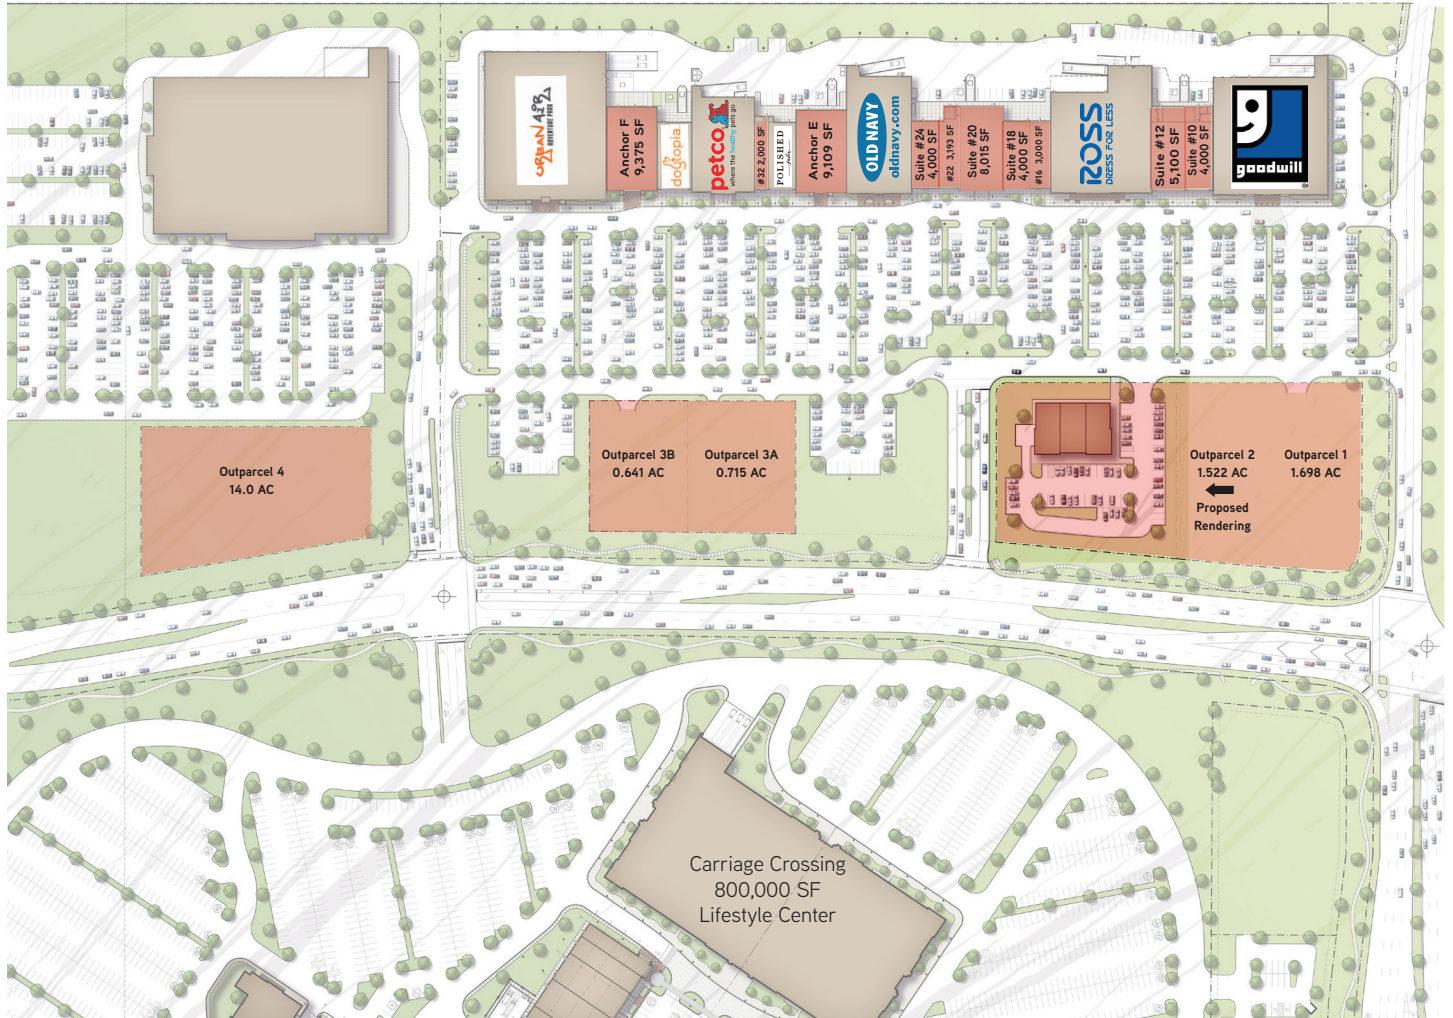 URBAN AIR
ADVENTURE PARK
Anchor F
9,375 SF
dogtopia
petco
where the healthy pets go
#32 2,000 SF
POLISHED
Anchor E
9,109 SF
OLD NAVY
oldnavy.com
Suite #24
4,000 SF
#22 3,193 SF
Suite #20
8,015 SF
Suite #18
4,000 SF
#16 3,000 SF
ROSS
DRESS FOR LESS
Suite #12
5,100 SF
Suite #10
4,000 SF
goodwill
Outparcel 4
14.0 AC
Outparcel 3B
0.641 AC
Outparcel 3A
0.715 AC
Outparcel 2
1.522 AC
Proposed
Rendering
Outparcel 1
1.698 AC
Carriage Crossing
800,000 SF
Lifestyle Center